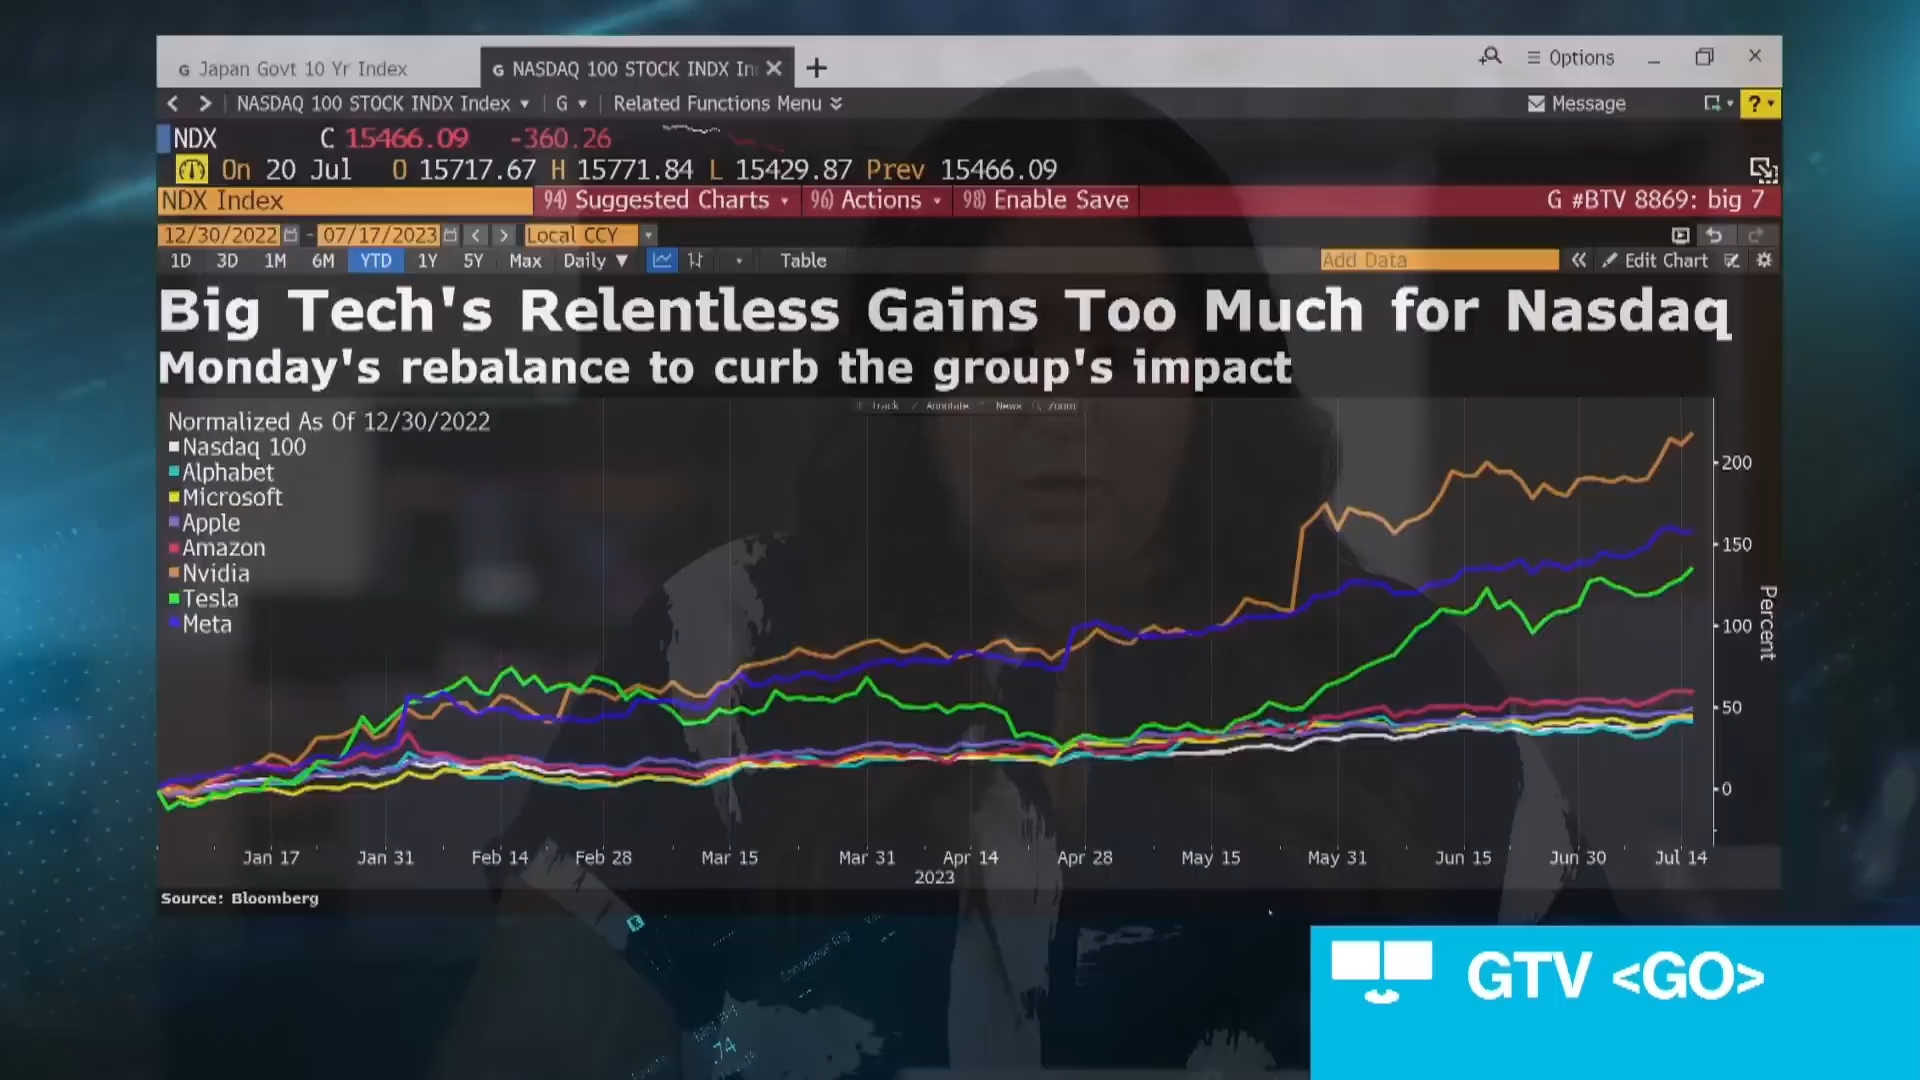 G Japan Govt 10 Yr Index
G NASDAQ 100 STOCK INDX In
Options
NASDAQ 100 STOCK INDX Index
G
Related Functions Menu
Message
?
NDX C 15466.09 -360.26
On 20 Jul O 15717.67 H 15771.84 L 15429.87 Prev 15466.09
NDX Index
94) Suggested Charts
96) Actions
98) Enable Save
G #BTV 8869: big 7
12/30/2022 - 07/17/2023 Local CCY
1D 3D 1M 6M YTD 1Y 5Y Max Daily ▼ Table
Add Data
Edit Chart
Big Tech's Relentless Gains Too Much for Nasdaq
Monday's rebalance to curb the group's impact
Track Annotate News Zoom
Normalized As Of 12/30/2022
Nasdaq 100
Alphabet
Microsoft
Apple
Amazon
Nvidia
Tesla
Meta
200
150
100
50
0
Percent
Jan 17 Jan 31 Feb 14 Feb 28 Mar 15 Mar 31 Apr 14 Apr 28 May 15 May 31 Jun 15 Jun 30 Jul 14
2023
Source: Bloomberg
74
GTV <GO>